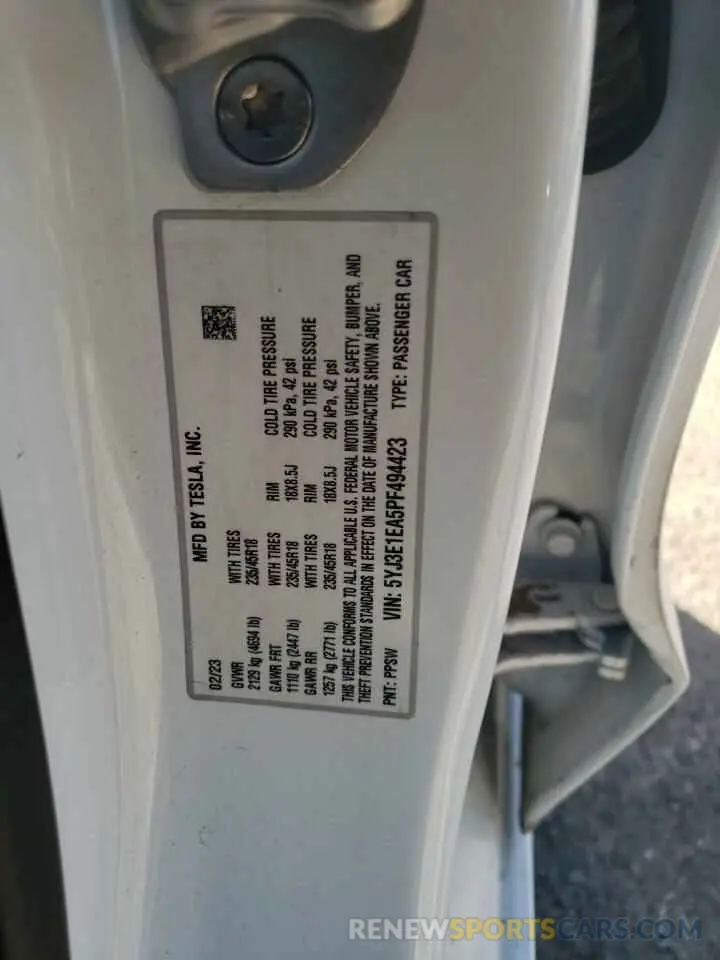 MFD BY TESLA, INC.
02/23
GVWR WITH TIRES
2129 kg (4694 lb) 235/45R18
GAWR FRT WITH TIRES RIM COLD TIRE PRESSURE
1110 kg (2447 lb) 235/45R18 18X8.5J 290 kPa, 42 psi
GAWR RR WITH TIRES RIM COLD TIRE PRESSURE
1257 kg (2771 lb) 235/45R18 18X8.5J 290 kPa, 42 psi
THIS VEHICLE CONFORMS TO ALL APPLICABLE U.S. FEDERAL MOTOR VEHICLE SAFETY, BUMPER, AND
THEFT PREVENTION STANDARDS IN EFFECT ON THE DATE OF MANUFACTURE SHOWN ABOVE.
PNT: PPSW VIN: 5YJ3E1EA5PF494423 TYPE: PASSENGER CAR
RENEWSPORTSCARS.COM